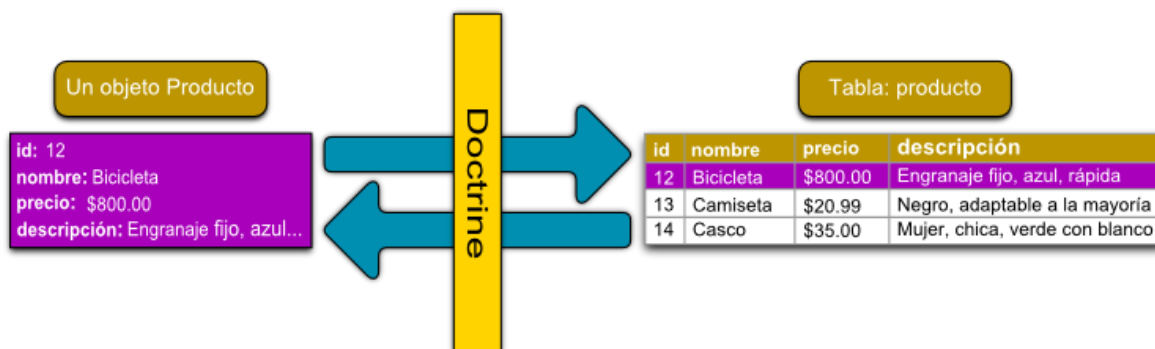 Un objeto Producto
id: 12
nombre: Bicicleta
precio: $800.00
descripción: Engranaje fijo, azul...
Doctrine
Tabla: producto
id nombre precio descripción
12 Bicicleta $800.00 Engranaje fijo, azul, rápida
13 Camiseta $20.99 Negro, adaptable a la mayoría
14 Casco $35.00 Mujer, chica, verde con blanco